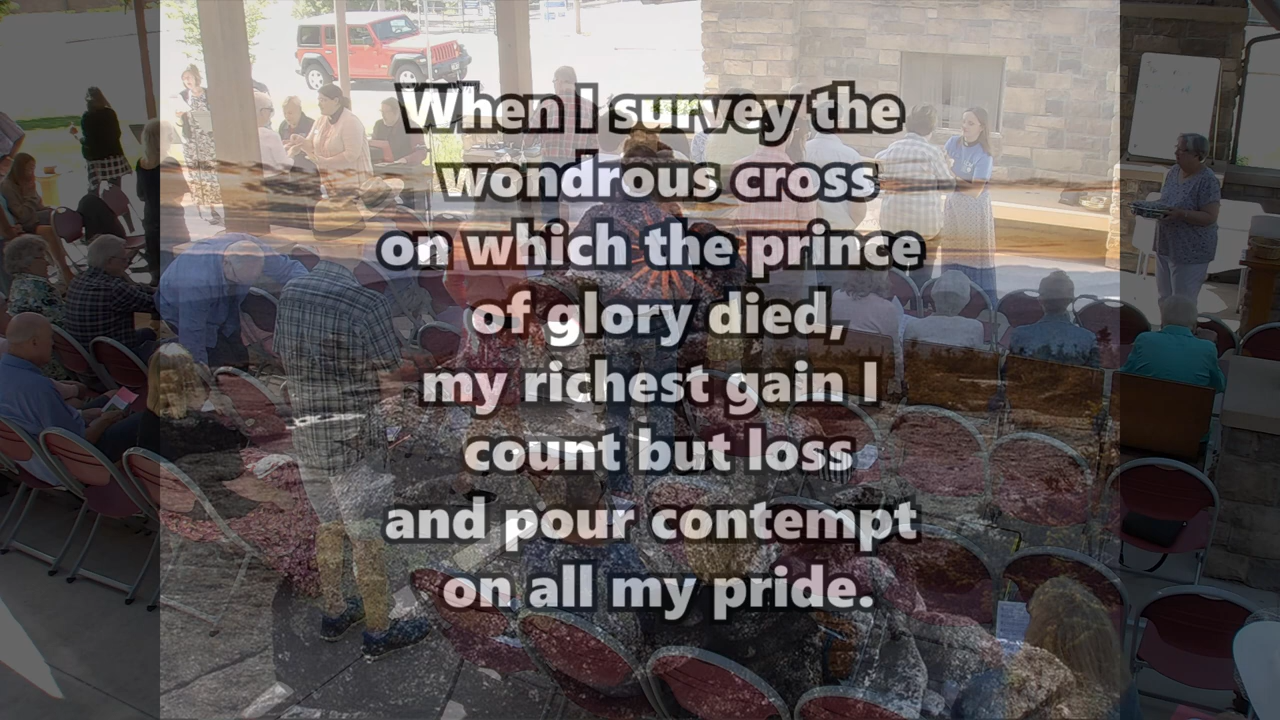 When I survey the
wondrous cross
on which the prince
of glory died,
my richest gain I
count but loss
and pour contempt
on all my pride.